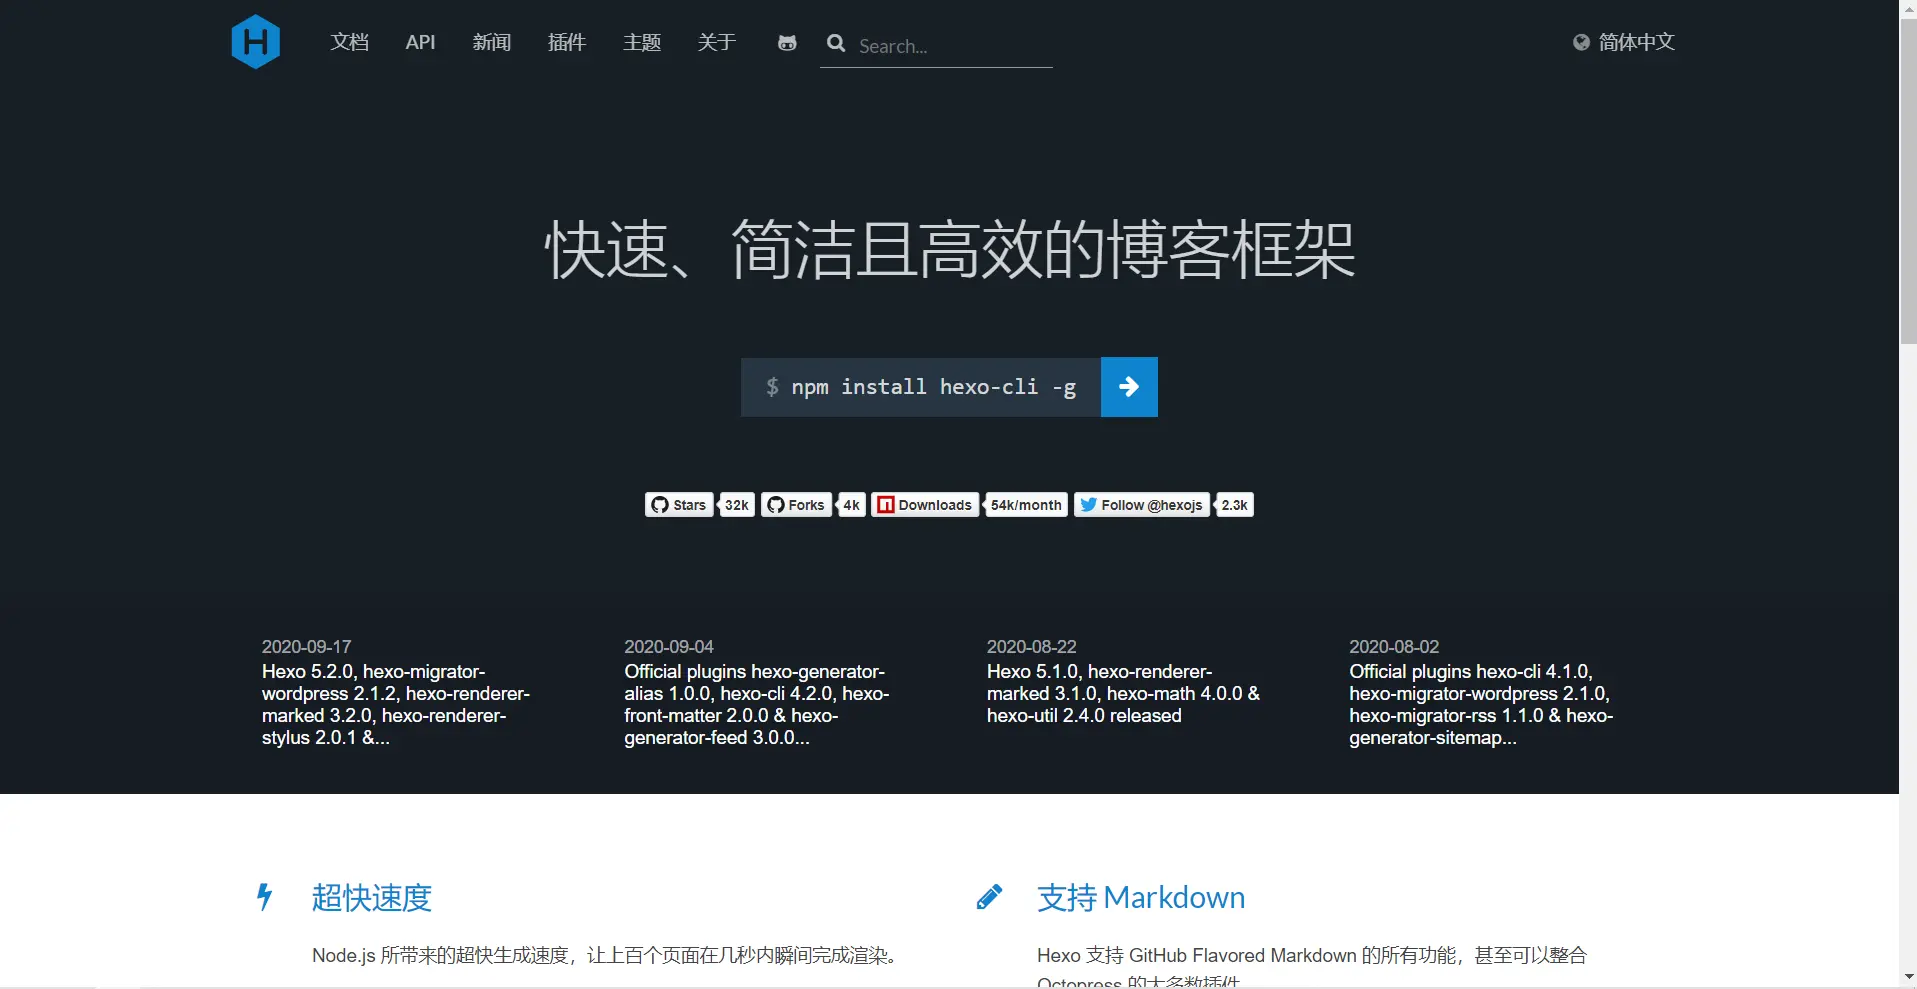 H 文档 API 新闻 插件 主题 关于 Search... 简体中文
快速、简洁且高效的博客框架
$ npm install hexo-cli -g
Stars 32k Forks 4k Downloads 54k/month Follow @hexojs 2.3k
2020-09-17
Hexo 5.2.0, hexo-migrator-
wordpress 2.1.2, hexo-renderer-
marked 3.2.0, hexo-renderer-
stylus 2.0.1 &...
2020-09-04
Official plugins hexo-generator-
alias 1.0.0, hexo-cli 4.2.0, hexo-
front-matter 2.0.0 & hexo-
generator-feed 3.0.0...
2020-08-22
Hexo 5.1.0, hexo-renderer-
marked 3.1.0, hexo-math 4.0.0 &
hexo-util 2.4.0 released
2020-08-02
Official plugins hexo-cli 4.1.0,
hexo-migrator-wordpress 2.1.0,
hexo-migrator-rss 1.1.0 & hexo-
generator-sitemap...
超快速度
Node.js 所带来的超快生成速度，让上百个页面在几秒内瞬间完成渲染。
支持 Markdown
Hexo 支持 GitHub Flavored Markdown 的所有功能，甚至可以整合
Octopress 的大多数插件